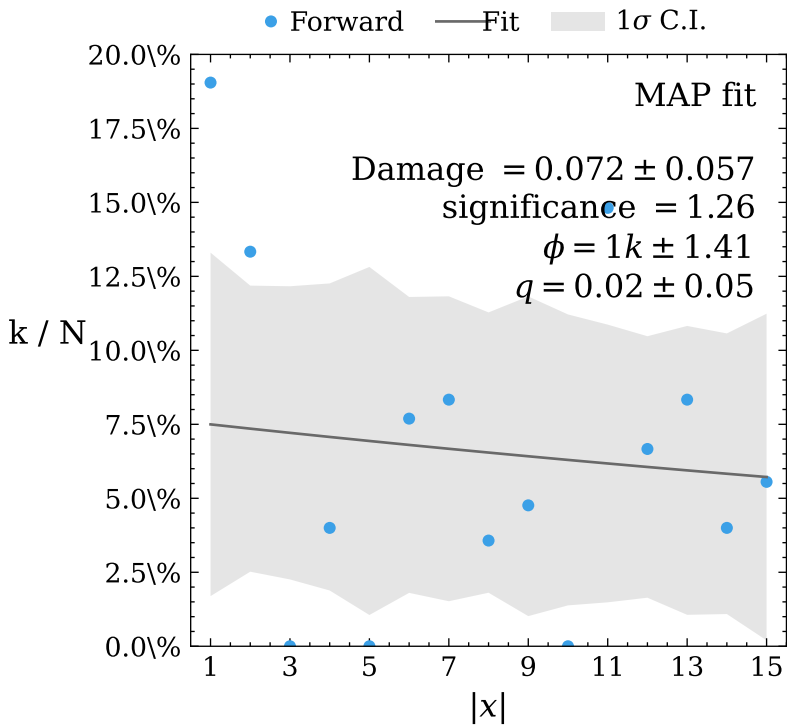 Forward Fit 1σ C.I.
20.0\%
17.5\%
15.0\%
12.5\%
10.0\%
7.5\%
5.0\%
2.5\%
0.0\%
k / N
MAP fit
Damage = 0.072 ± 0.057
significance = 1.26
ϕ = 1k ± 1.41
q = 0.02 ± 0.05
1 3 5 7 9 11 13 15
|x|